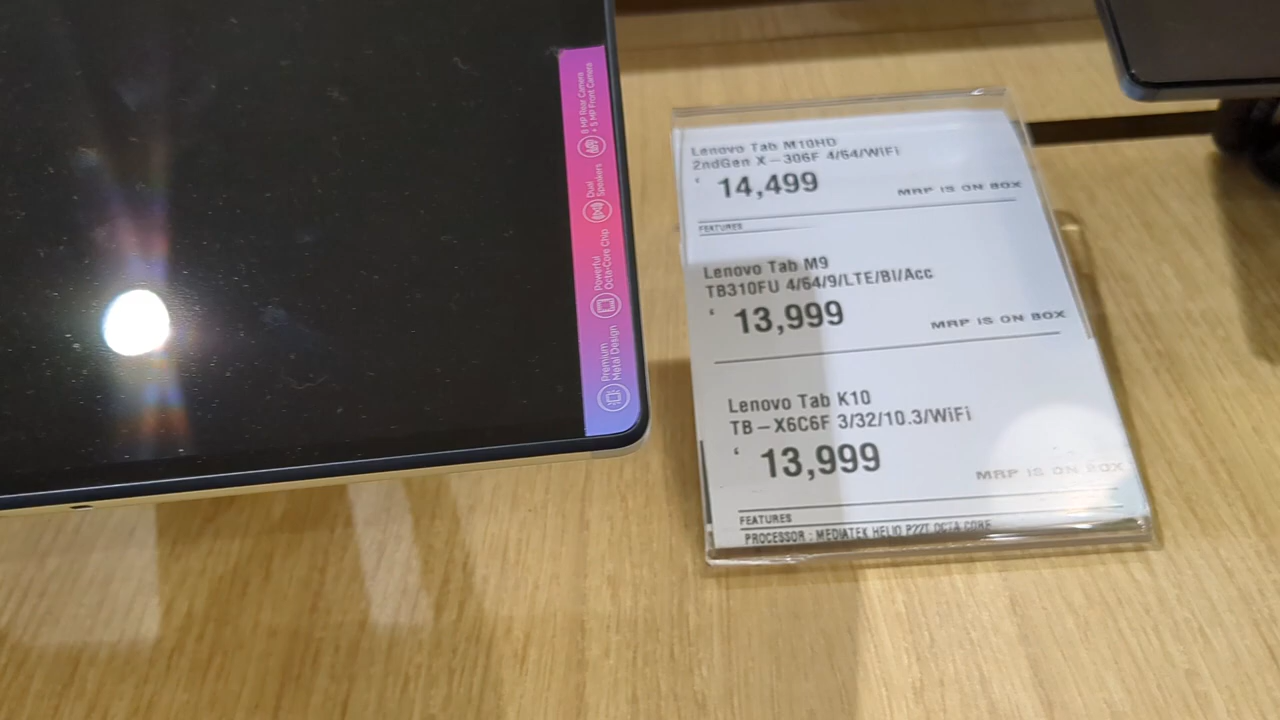 8 MP Rear Camera
+ 5 MP Front Camera
Dual
Speakers
Powerful
Octa-Core Chip
Premium
Metal Design
Lenovo Tab M10HD
2ndGen X-306F 4/64/WiFi
14,499
MRP IS ON BOX
FEATURES
Lenovo Tab M9
TB310FU 4/64/9/LTE/BI/Acc
13,999
MRP IS ON BOX
Lenovo Tab K10
TB-X6C6F 3/32/10.3/WiFi
13,999
MRP IS ON BOX
FEATURES
PROCESSOR : MEDIATEK HELIO P22T OCTA CORE